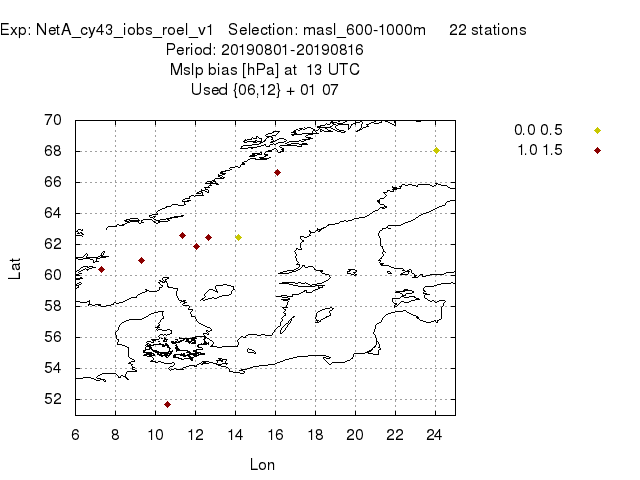 Exp: NetA_cy43_iobs_roel_v1 Selection: masl_600-1000m 22 stations
Period: 20190801-20190816
Mslp bias [hPa] at 13 UTC
Used {06,12} + 01 07
0.0 0.5
1.0 1.5
70
68
66
64
62
60
58
56
54
52
Lat
6 8 10 12 14 16 18 20 22 24
Lon